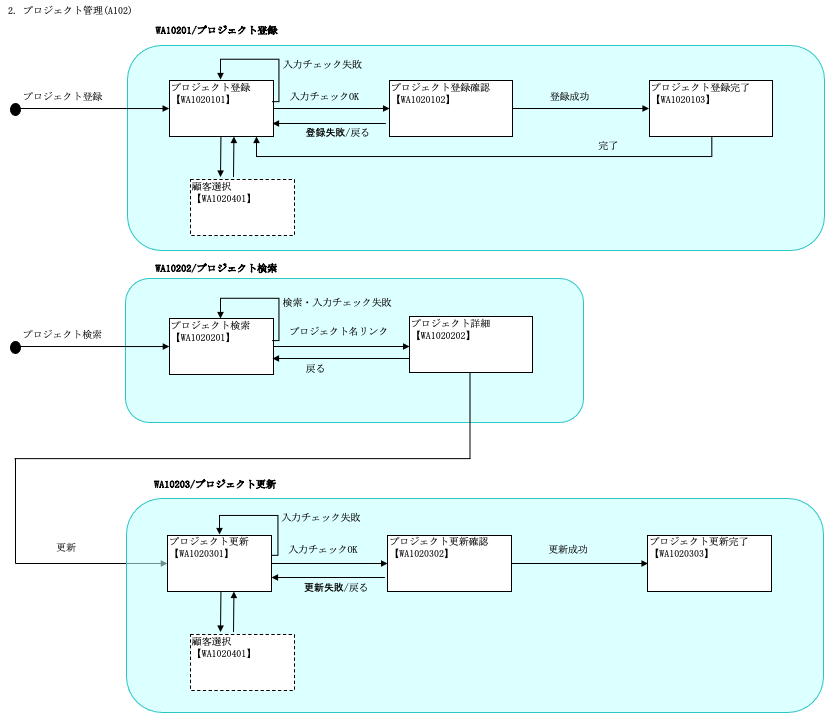 2. プロジェクト管理(A102)
WA10201/プロジェクト登録
入力チェック失敗
プロジェクト登録
プロジェクト登録
【WA1020101】
入力チェックOK
プロジェクト登録確認
【WA1020102】
登録成功
プロジェクト登録完了
【WA1020103】
登録失敗/戻る
完了
顧客選択
【WA1020401】
WA10202/プロジェクト検索
検索・入力チェック失敗
プロジェクト検索
プロジェクト検索
【WA1020201】
プロジェクト名リンク
プロジェクト詳細
【WA1020202】
戻る
WA10203/プロジェクト更新
入力チェック失敗
更新
プロジェクト更新
【WA1020301】
入力チェックOK
プロジェクト更新確認
【WA1020302】
更新成功
プロジェクト更新完了
【WA1020303】
更新失敗/戻る
顧客選択
【WA1020401】